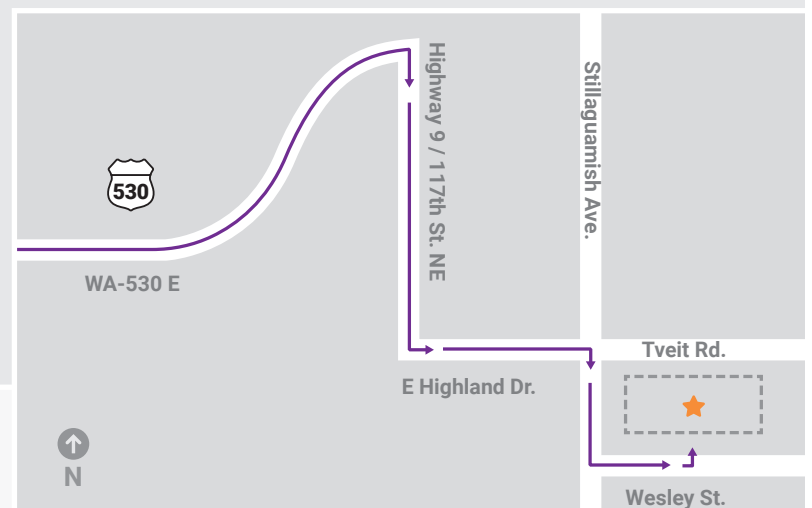 Highway 9 / 117th St. NE
Stillaguamish Ave.
530
WA-530 E
Tveit Rd.
E Highland Dr.
N
Wesley St.